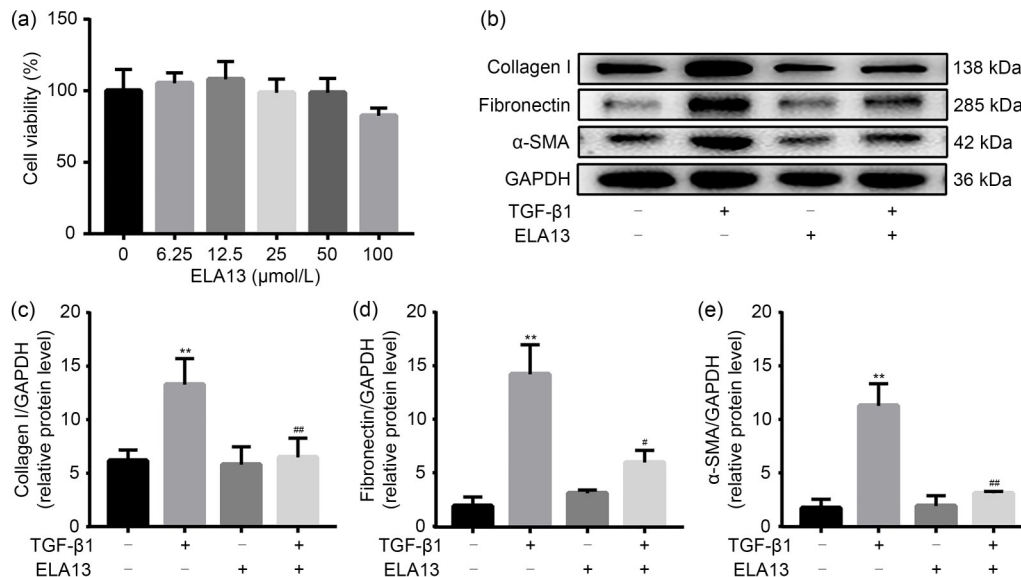 (a)
150
100
50
0
Cell viability (%)
0 6.25 12.5 25 50 100
ELA13 (μmol/L)
(b)
Collagen I 138 kDa
Fibronectin 285 kDa
α-SMA 42 kDa
GAPDH 36 kDa
TGF-β1 − + − +
ELA13 − − + +
(c)
20
15
10
5
0
Collagen I/GAPDH
(relative protein level)
**
##
TGF-β1 − + − +
ELA13 − − + +
(d)
20
15
10
5
0
Fibronectin/GAPDH
(relative protein level)
**
#
− + − +
− − + +
(e)
20
15
10
5
0
α-SMA/GAPDH
(relative protein level)
**
##
TGF-β1 − + − +
ELA13 − − + +